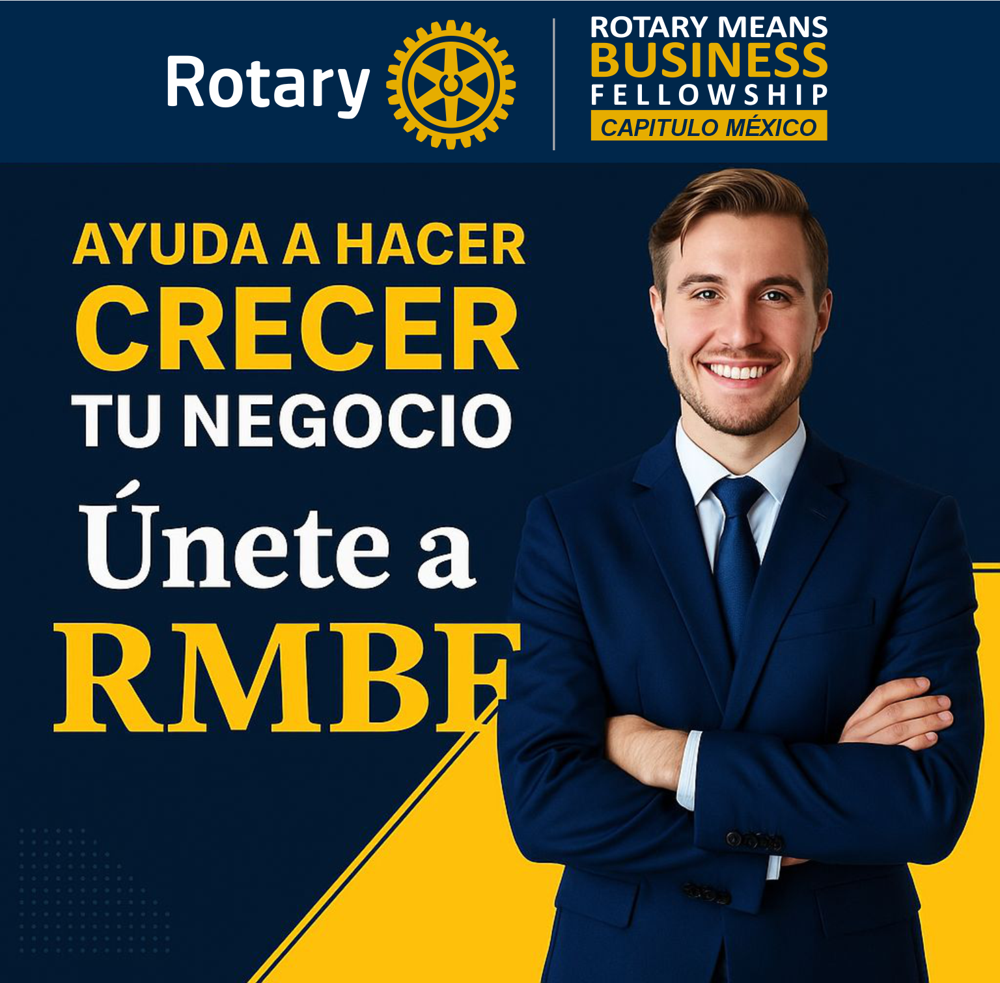 Rotary
ROTARY MEANS
BUSINESS
FELLOWSHIP
CAPITULO MÉXICO
AYUDA A HACER
CRECER
TU NEGOCIO
Únete a
RMBF